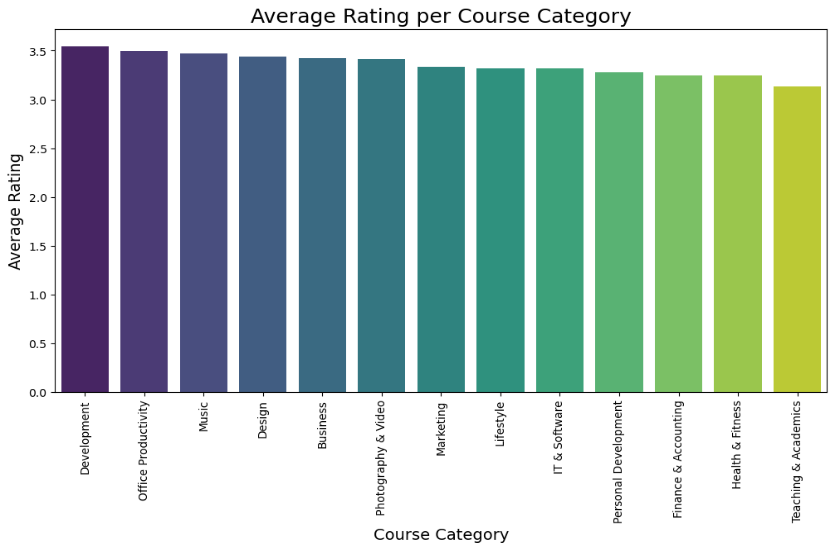 Average Rating per Course Category
Average Rating
3.5
3.0
2.5
2.0
1.5
1.0
0.5
0.0
Development
Office Productivity
Music
Design
Business
Photography & Video
Marketing
Lifestyle
IT & Software
Personal Development
Finance & Accounting
Health & Fitness
Teaching & Academics
Course Category